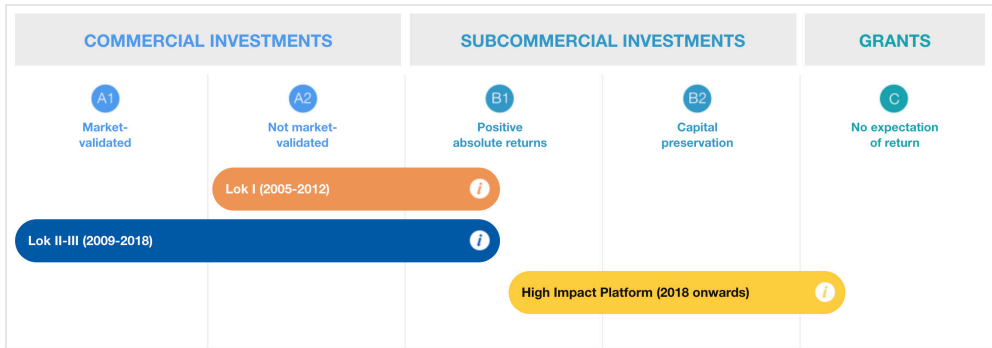 COMMERCIAL INVESTMENTS
SUBCOMMERCIAL INVESTMENTS
GRANTS
A1
A2
B1
B2
C
Market-
validated
Not market-
validated
Positive
absolute returns
Capital
preservation
No expectation
of return
Lok I (2005-2012)
i
Lok II-III (2009-2018)
i
High Impact Platform (2018 onwards)
i